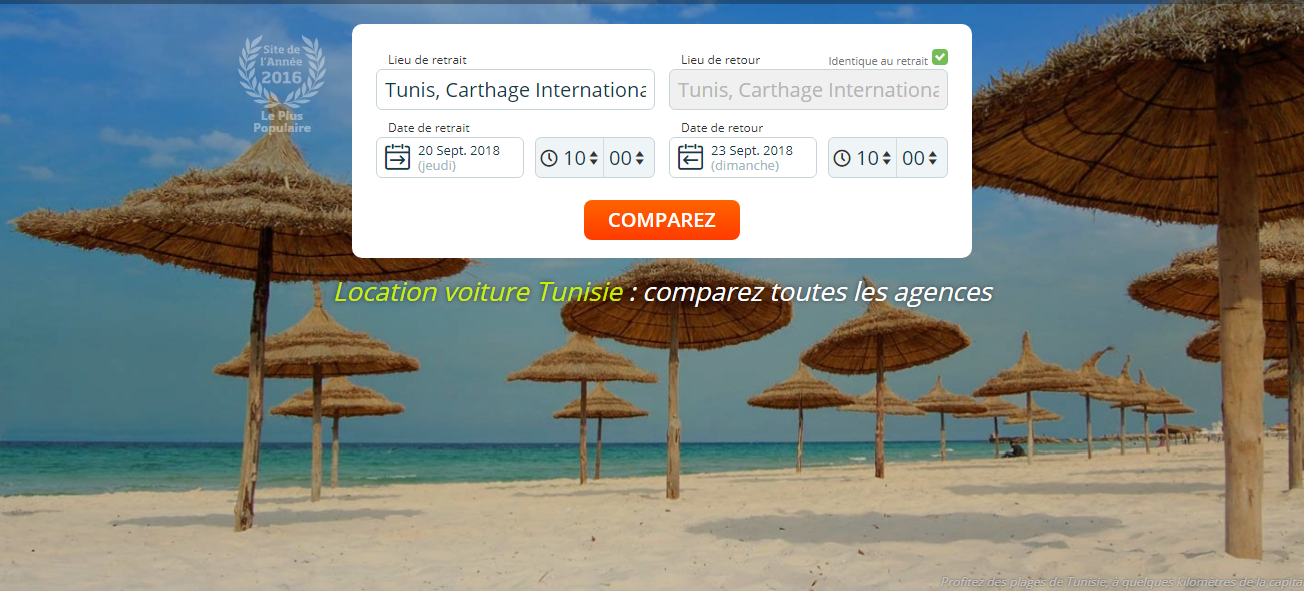 Site de
l'Année
2016
Le Plus
Populaire
Lieu de retrait
Tunis, Carthage Internationa
Lieu de retour
Identique au retrait
Tunis, Carthage Internationa
Date de retrait
20 Sept. 2018
(jeudi)
10 00
Date de retour
23 Sept. 2018
(dimanche)
10 00
COMPAREZ
Location voiture Tunisie : comparez toutes les agences
Profitez des plages de Tunisie, à quelques kilomètres de la capita